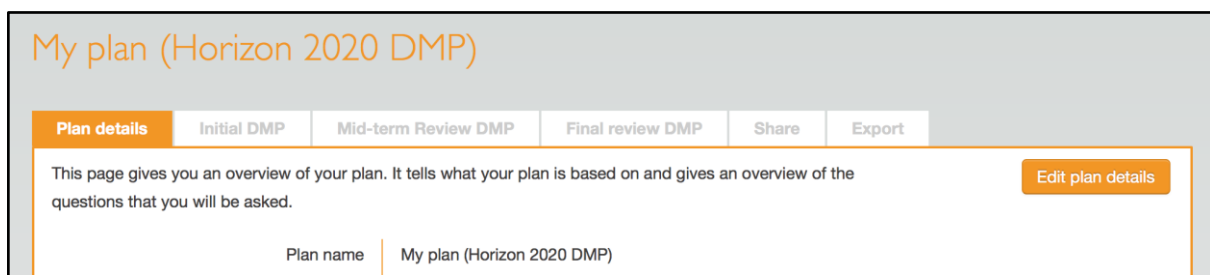 My plan (Horizon 2020 DMP)
Plan details Initial DMP Mid-term Review DMP Final review DMP Share Export
This page gives you an overview of your plan. It tells what your plan is based on and gives an overview of the
Edit plan details
questions that you will be asked.
Plan name My plan (Horizon 2020 DMP)